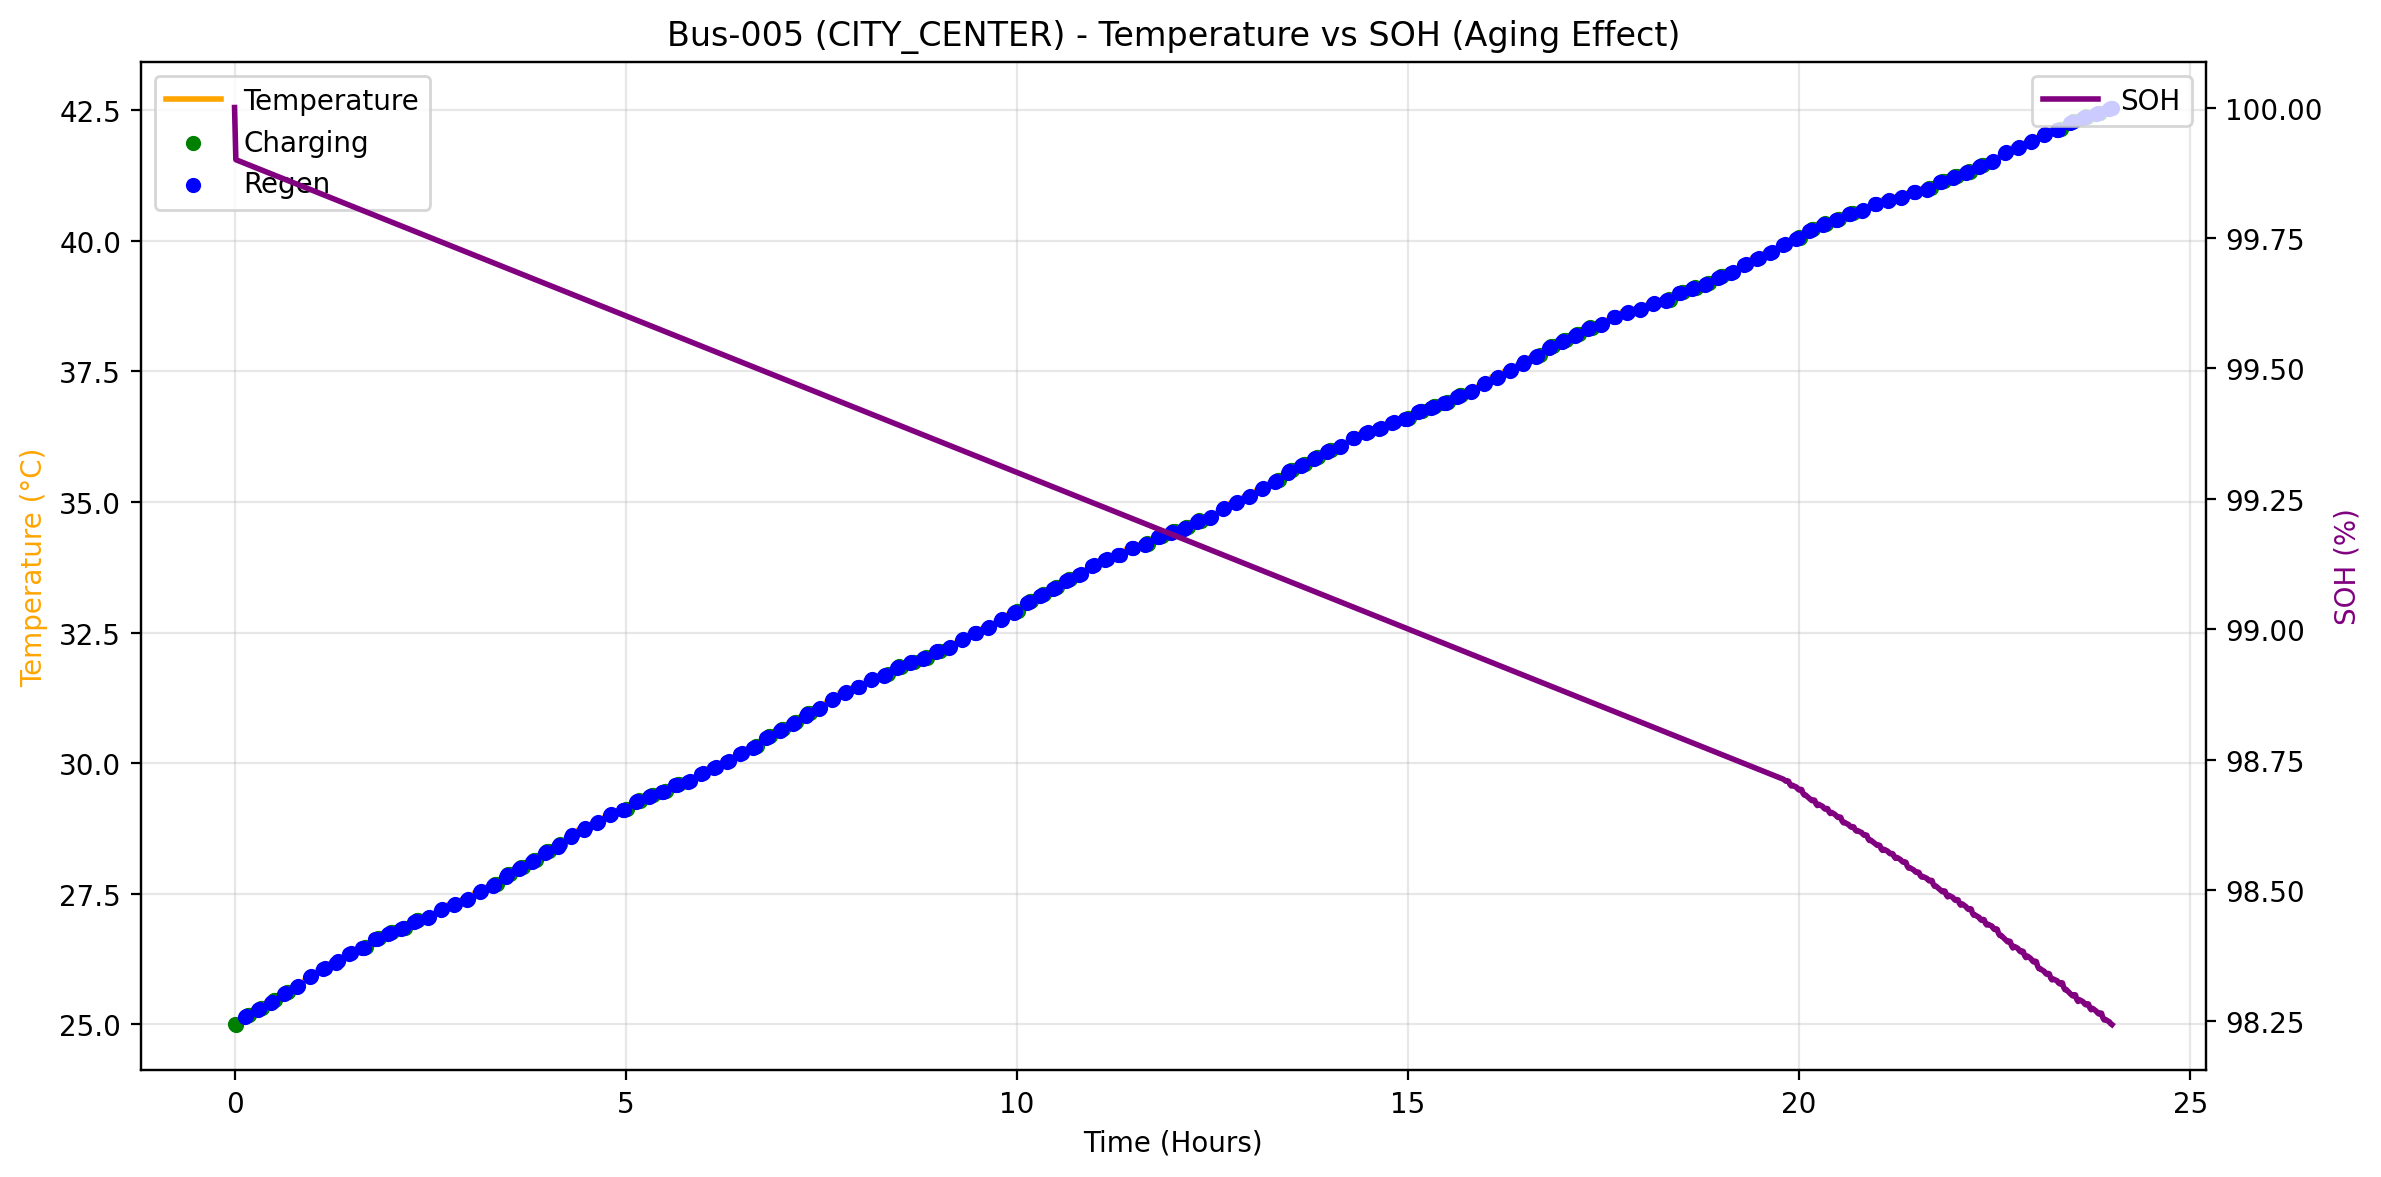 Bus-005 (CITY_CENTER) - Temperature vs SOH (Aging Effect)
Temperature
Charging
Regen
SOH
42.5
40.0
37.5
35.0
32.5
30.0
27.5
25.0
Temperature (°C)
100.00
99.75
99.50
99.25
99.00
98.75
98.50
98.25
SOH (%)
0 5 10 15 20 25
Time (Hours)